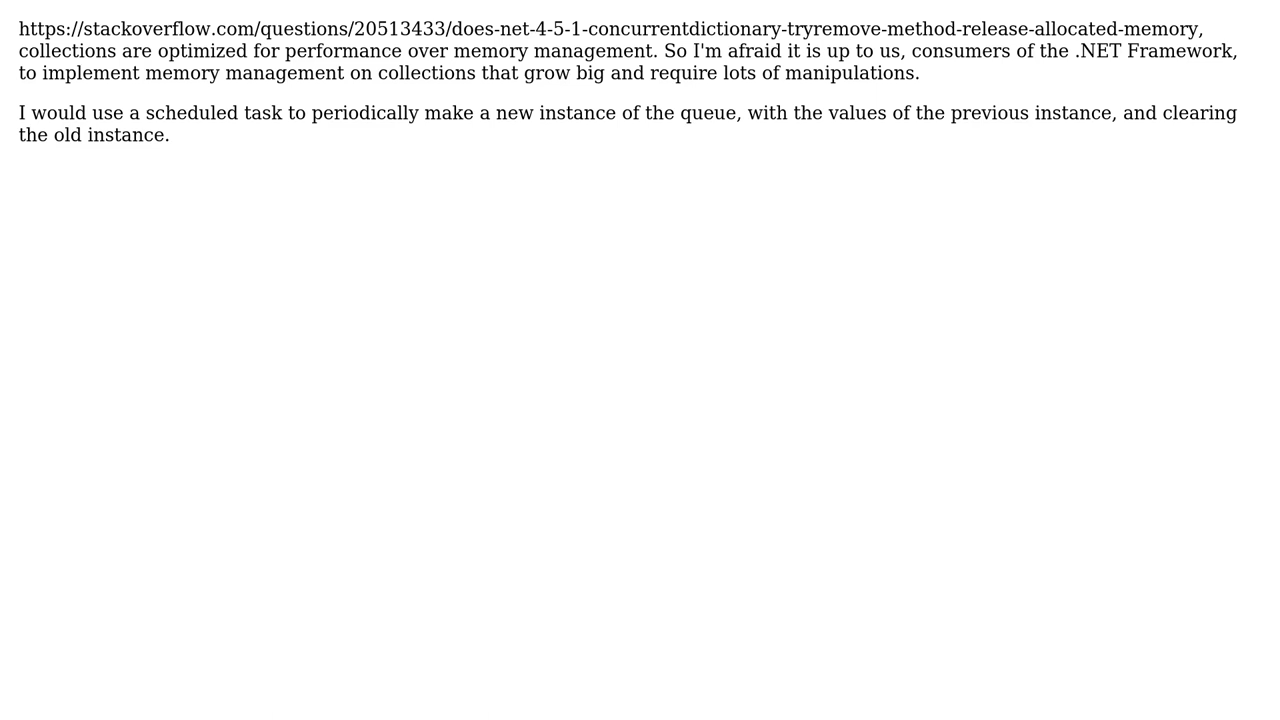 https://stackoverflow.com/questions/20513433/does-net-4-5-1-concurrentdictionary-tryremove-method-release-allocated-memory,
collections are optimized for performance over memory management. So I'm afraid it is up to us, consumers of the .NET Framework,
to implement memory management on collections that grow big and require lots of manipulations.
I would use a scheduled task to periodically make a new instance of the queue, with the values of the previous instance, and clearing
the old instance.